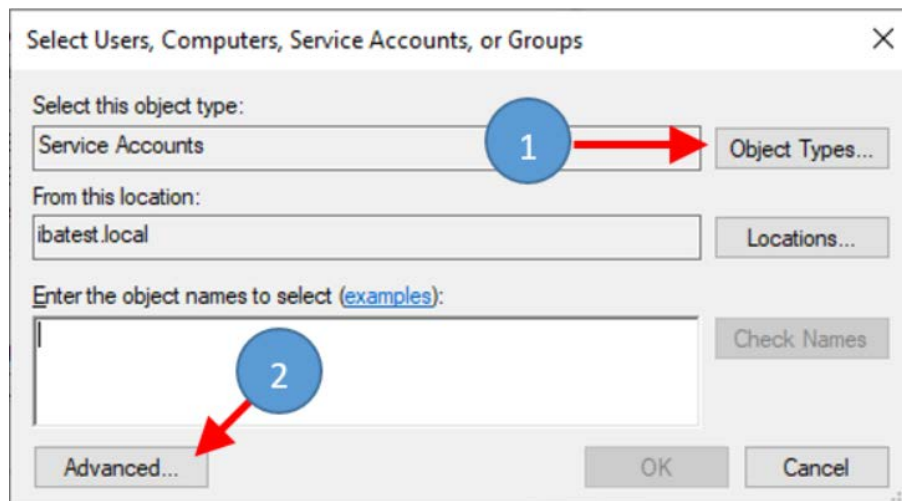 Select Users, Computers, Service Accounts, or Groups
Select this object type:
Service Accounts
1
Object Types...
From this location:
ibatest.local
Locations...
Enter the object names to select (examples):
Check Names
2
Advanced...
OK
Cancel